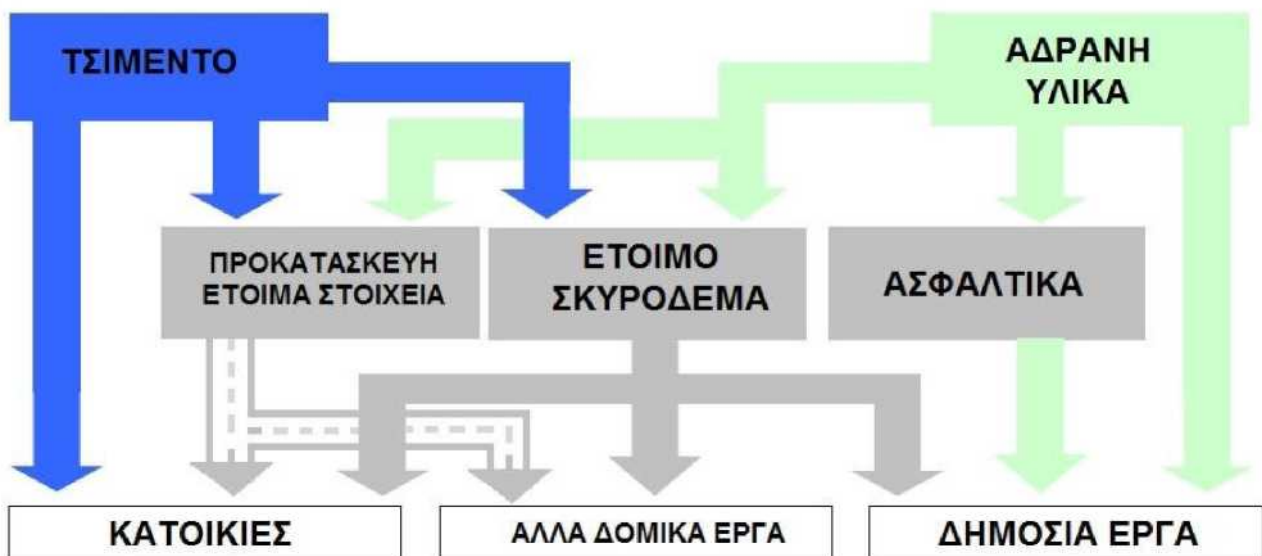 ΤΣΙΜΕΝΤΟ
ΑΔΡΑΝΗ
ΥΛΙΚΑ
ΠΡΟΚΑΤΑΣΚΕΥΗ
ΕΤΟΙΜΑ ΣΤΟΙΧΕΙΑ
ΕΤΟΙΜΟ
ΣΚΥΡΟΔΕΜΑ
ΑΣΦΑΛΤΙΚΑ
ΚΑΤΟΙΚΙΕΣ
ΑΛΛΑ ΔΟΜΙΚΑ ΕΡΓΑ
ΔΗΜΟΣΙΑ ΕΡΓΑ